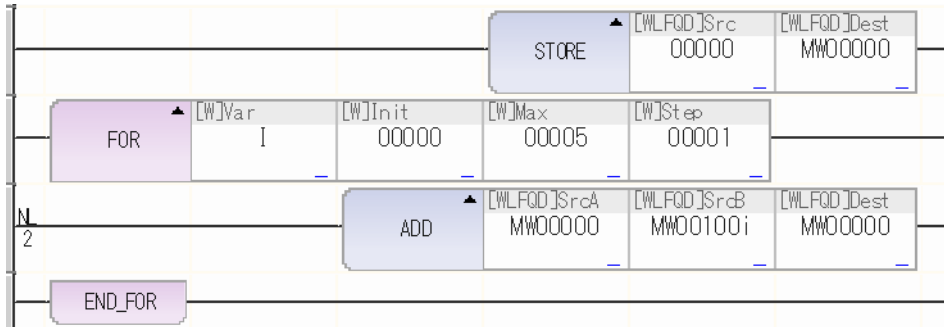 [WLFQD]Src [WLFQD]Dest
STORE 00000 MW00000
[W]Var [W]Init [W]Max [W]Step
FOR I 00000 00005 00001
[WLFQD]SrcA [WLFQD]SrcB [WLFQD]Dest
NL
2
ADD MW00000 MW00100i MW00000
END_FOR